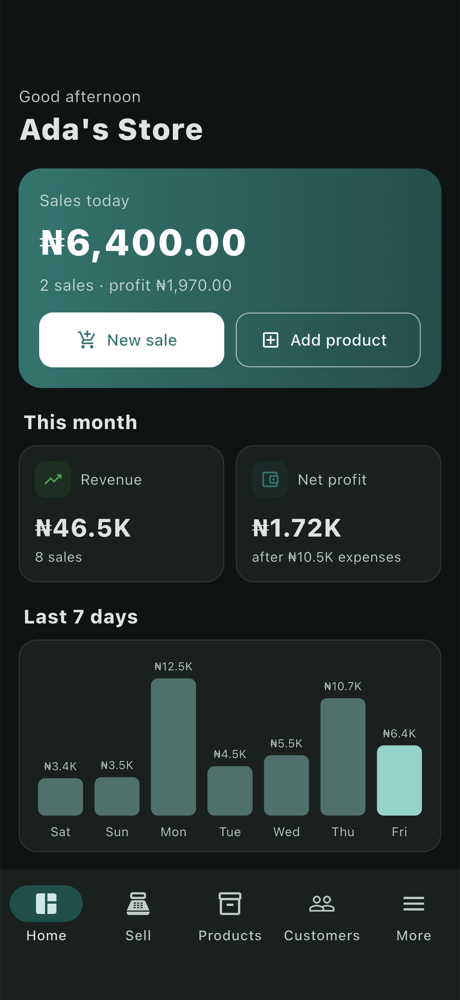 Good afternoon
Ada's Store
Sales today
₦6,400.00
2 sales · profit ₦1,970.00
New sale
Add product
This month
Revenue
₦46.5K
8 sales
Net profit
₦1.72K
after ₦10.5K expenses
Last 7 days
₦3.4K ₦3.5K ₦12.5K ₦4.5K ₦5.5K ₦10.7K ₦6.4K
Sat Sun Mon Tue Wed Thu Fri
Home Sell Products Customers More